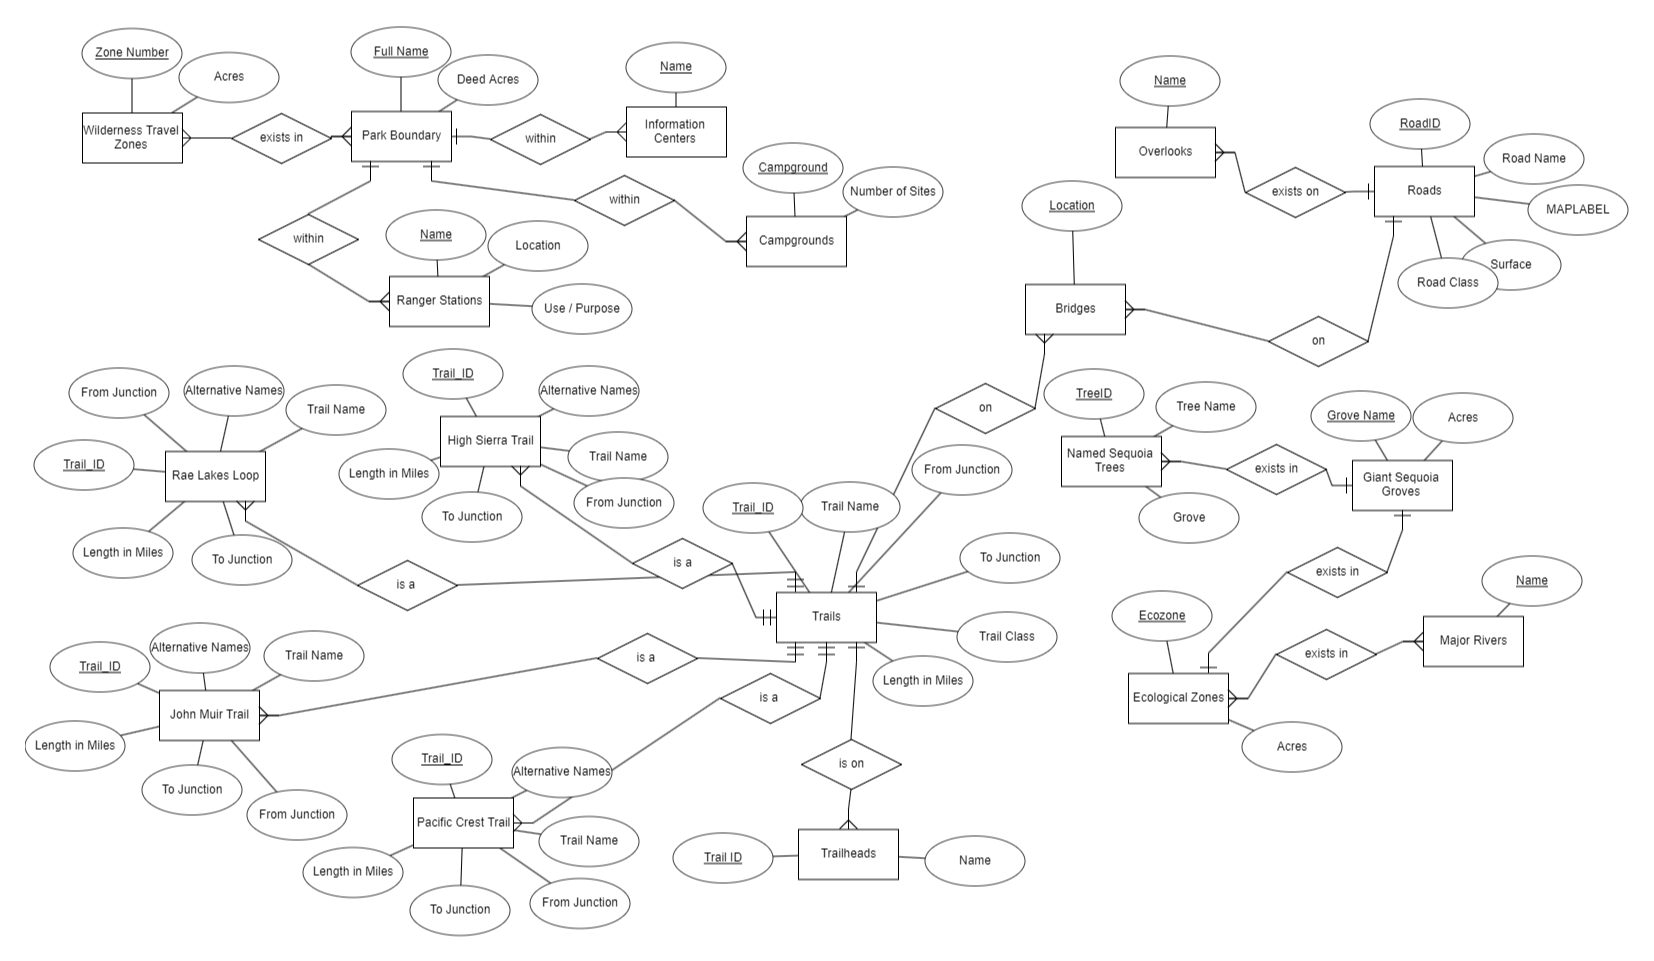 Zone Number
Acres
Wilderness Travel
Zones
exists in
Full Name
Deed Acres
Park Boundary
within
Name
Information
Centers
within
Campground
Number of Sites
Campgrounds
within
Name
Location
Ranger Stations
Use / Purpose
Name
Overlooks
exists on
RoadID
Road Name
Roads
MAPLABEL
Surface
Road Class
Location
Bridges
on
on
From Junction
Alternative Names
Trail Name
Trail_ID
Rae Lakes Loop
Length in Miles
To Junction
is a
Trail_ID
Alternative Names
High Sierra Trail
Trail Name
Length in Miles
From Junction
To Junction
is a
Trail_ID
Trail Name
From Junction
To Junction
Trails
Trail Class
Length in Miles
TreeID
Tree Name
Named Sequoia
Trees
Grove
exists in
Grove Name
Acres
Giant Sequoia
Groves
exists in
Name
Ecozone
exists in
Major Rivers
Ecological Zones
Acres
Trail_ID
Alternative Names
Trail Name
John Muir Trail
Length in Miles
To Junction
From Junction
is a
is a
Trail_ID
Alternative Names
Pacific Crest Trail
Trail Name
Length in Miles
To Junction
From Junction
is on
Trail ID
Trailheads
Name